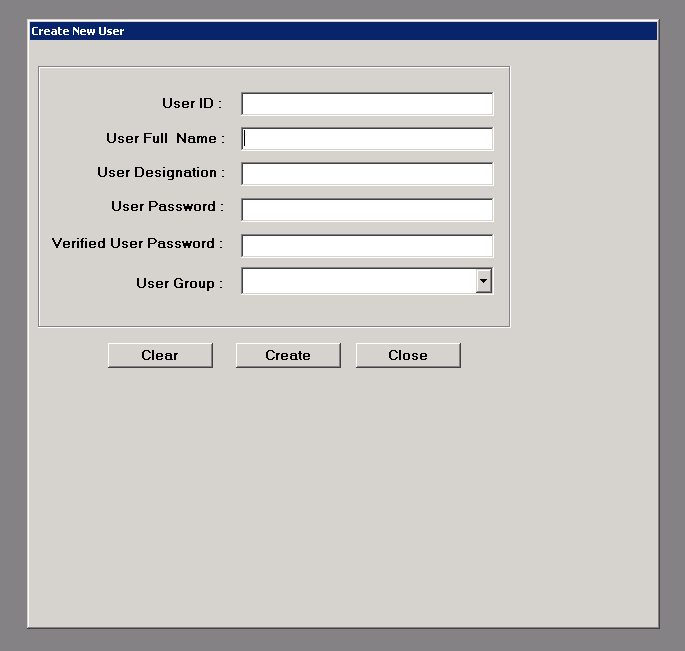 Create New User
User ID :
User Full  Name :
User Designation :
User Password :
Verified User Password :
User Group :
Clear Create Close